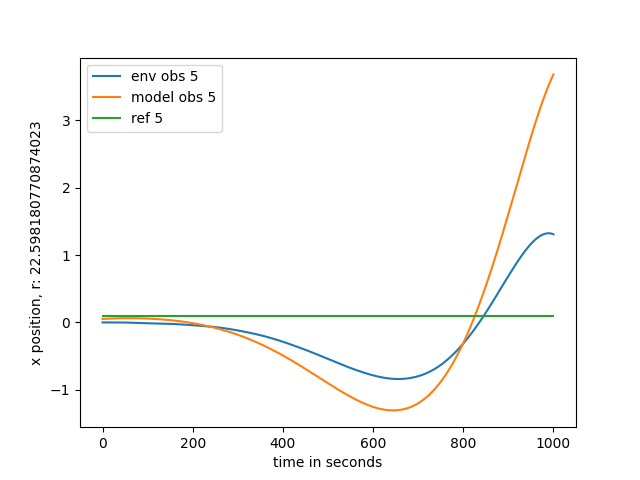 env obs 5
model obs 5
ref 5
x position, r: 22.598180770874023
3
2
1
0
−1
0
200
400
600
800
1000
time in seconds